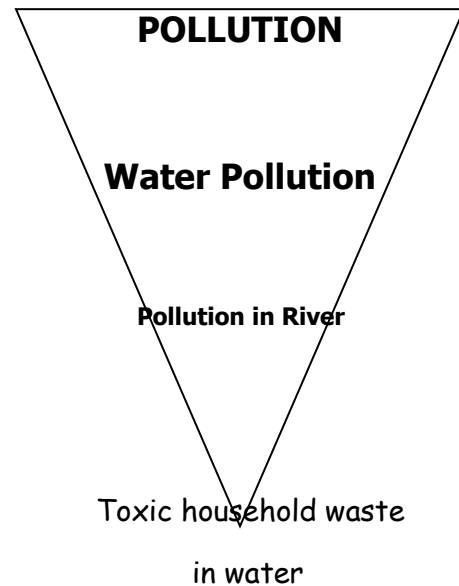 POLLUTION
Water Pollution
Pollution in River
Toxic household waste
in water